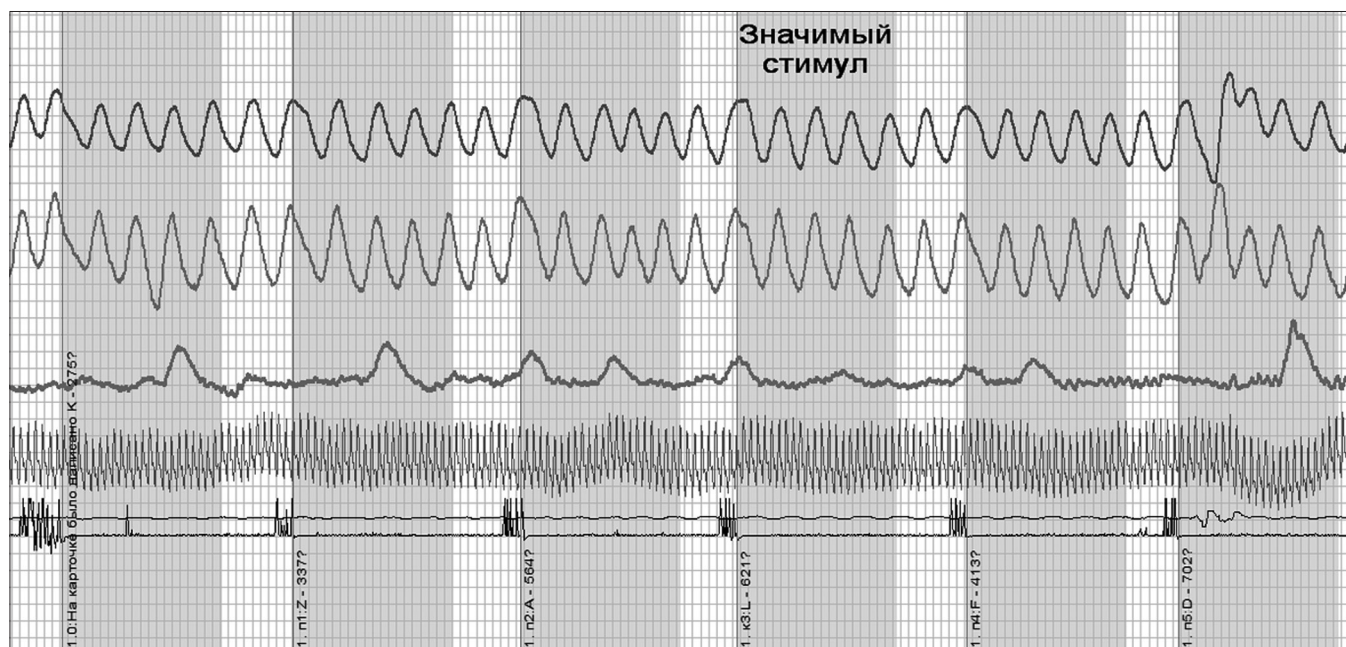 Значимый
стимул
1.0:На карточке было написано K - 275?
1. п1:Z - 337?
1. п2:A - 564?
1. к3:L - 621?
1. п4:F - 413?
1. п5:D - 702?